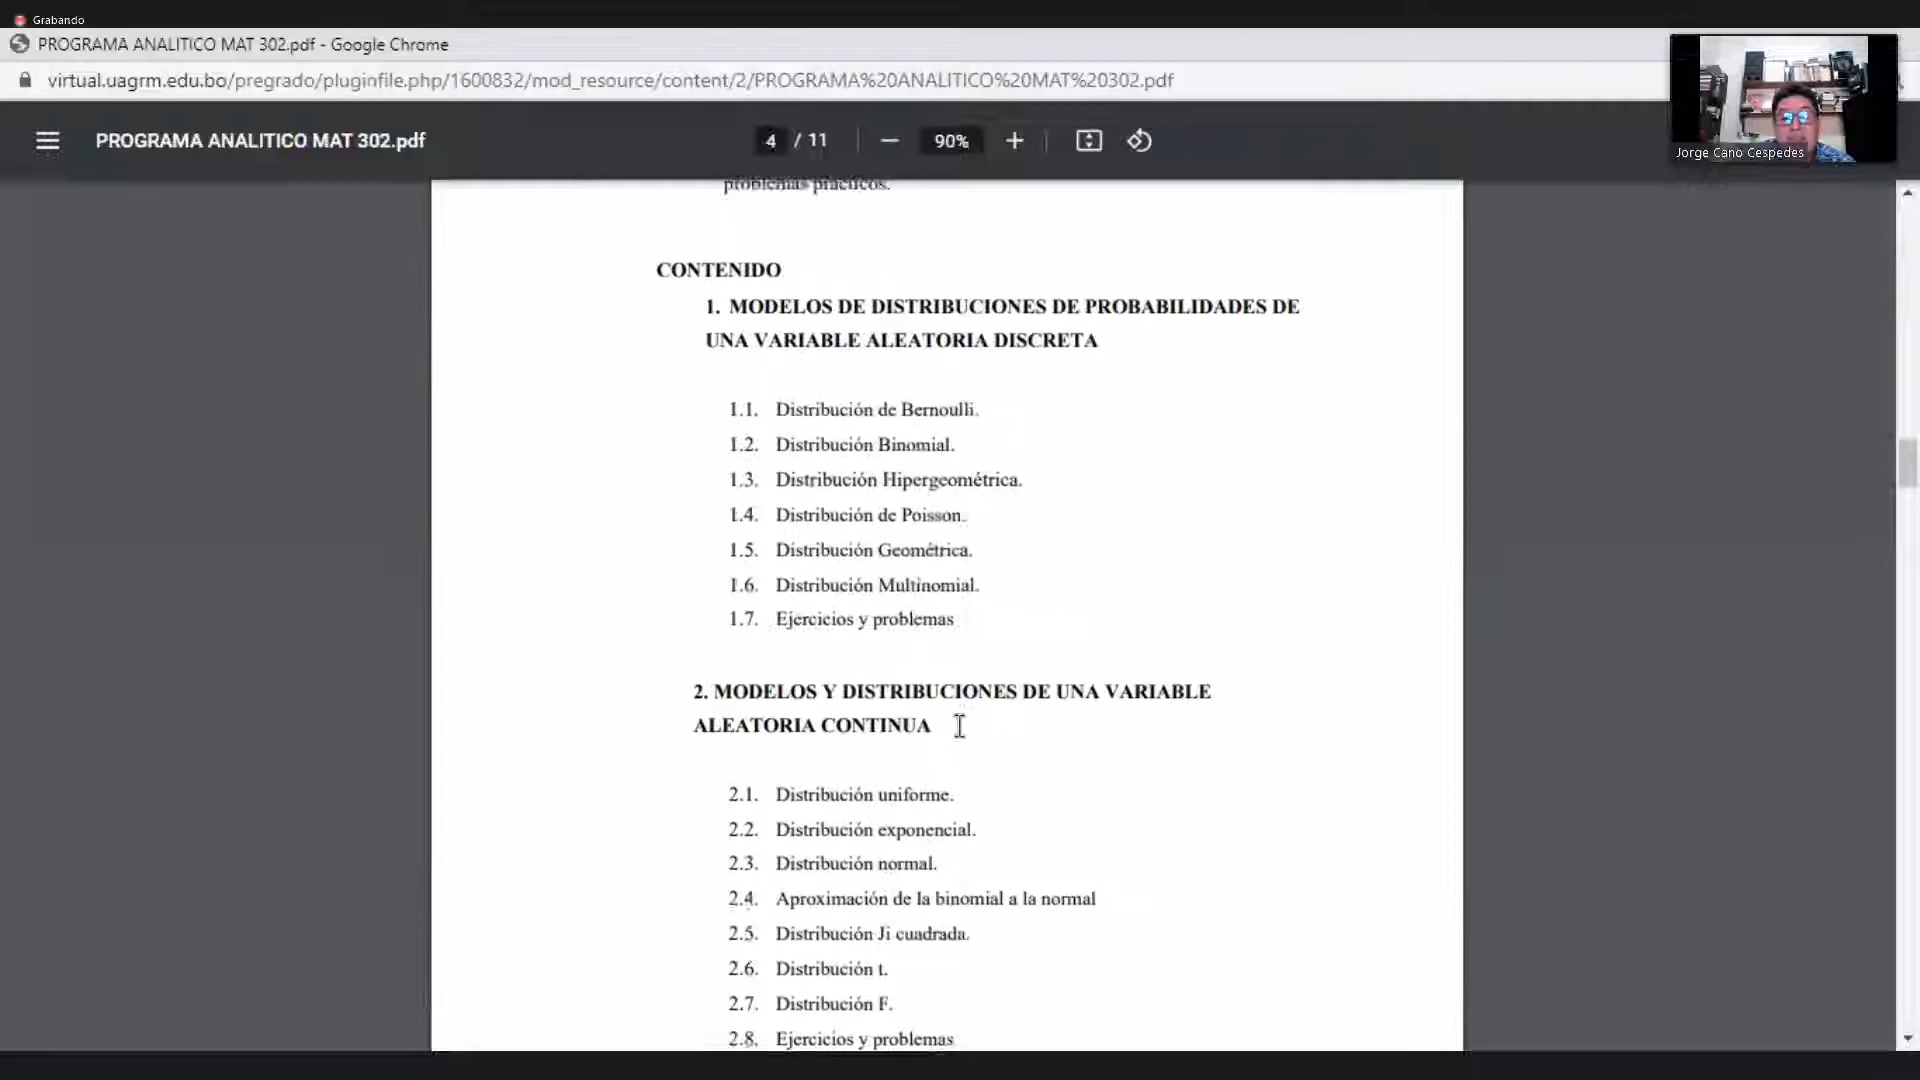 Grabando
PROGRAMA ANALITICO MAT 302.pdf - Google Chrome
virtual.uagrm.edu.bo/pregrado/pluginfile.php/1600832/mod_resource/content/2/PROGRAMA%20ANALITICO%20MAT%20302.pdf
PROGRAMA ANALITICO MAT 302.pdf
4 / 11
90%
Jorge Cano Cespedes
problemas prácticos.
CONTENIDO
1. MODELOS DE DISTRIBUCIONES DE PROBABILIDADES DE
UNA VARIABLE ALEATORIA DISCRETA
1.1. Distribución de Bernoulli.
1.2. Distribución Binomial.
1.3. Distribución Hipergeométrica.
1.4. Distribución de Poisson.
1.5. Distribución Geométrica.
1.6. Distribución Multinomial.
1.7. Ejercicios y problemas
2. MODELOS Y DISTRIBUCIONES DE UNA VARIABLE
ALEATORIA CONTINUA
2.1. Distribución uniforme.
2.2. Distribución exponencial.
2.3. Distribución normal.
2.4. Aproximación de la binomial a la normal
2.5. Distribución Ji cuadrada.
2.6. Distribución t.
2.7. Distribución F.
2.8. Ejercicios y problemas